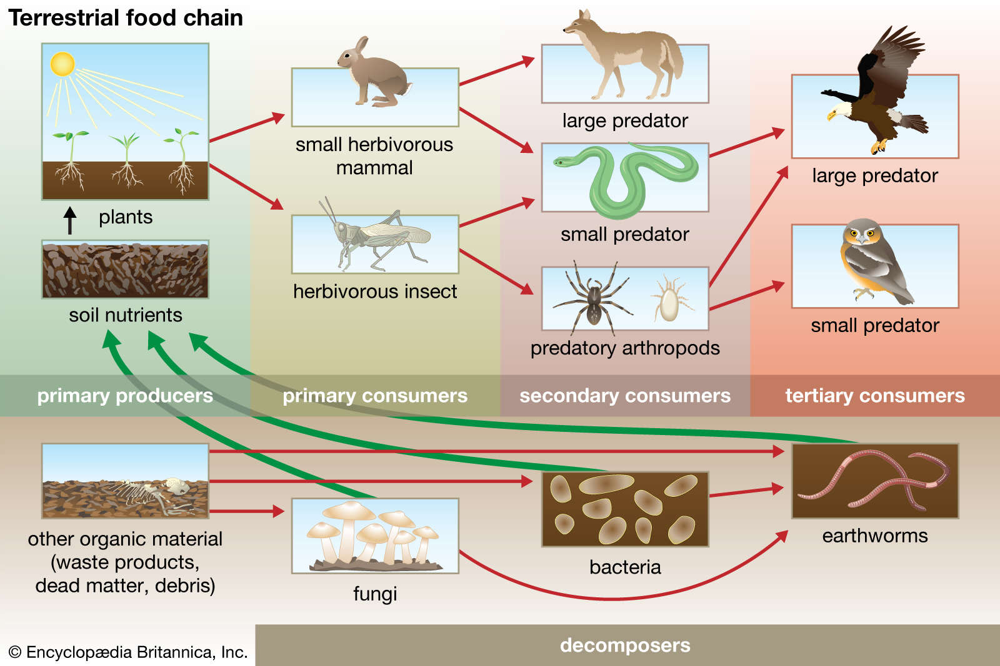 Terrestrial food chain
plants
soil nutrients
small herbivorous
mammal
herbivorous insect
large predator
small predator
predatory arthropods
large predator
small predator
primary producers
primary consumers
secondary consumers
tertiary consumers
other organic material
(waste products,
dead matter, debris)
fungi
bacteria
earthworms
decomposers
© Encyclopædia Britannica, Inc.